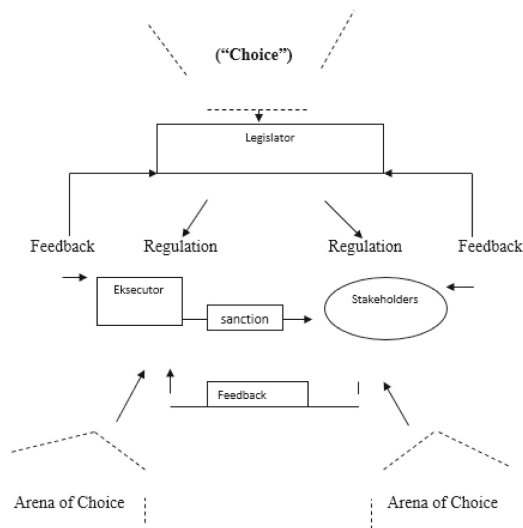 ("Choice")
Legislator
Feedback Regulation Regulation Feedback
Eksecutor
Stakeholders
sanction
Feedback
Arena of Choice Arena of Choice